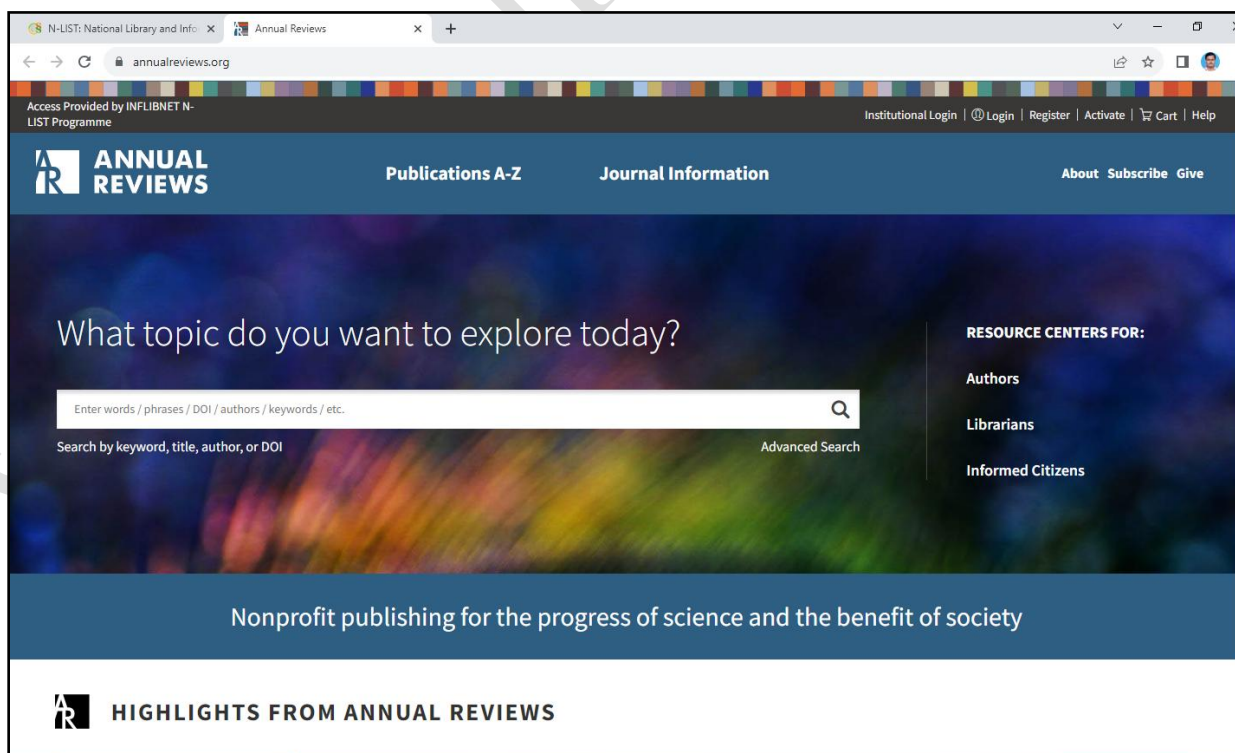 N-LIST: National Library and Info
Annual Reviews
annualreviews.org
Access Provided by INFLIBNET N-
LIST Programme
Institutional Login | Login | Register | Activate | Cart | Help
AR ANNUAL
REVIEWS
Publications A-Z Journal Information
About Subscribe Give
What topic do you want to explore today?
Enter words / phrases / DOI / authors / keywords / etc.
Search by keyword, title, author, or DOI
Advanced Search
RESOURCE CENTERS FOR:
Authors
Librarians
Informed Citizens
Nonprofit publishing for the progress of science and the benefit of society
AR HIGHLIGHTS FROM ANNUAL REVIEWS